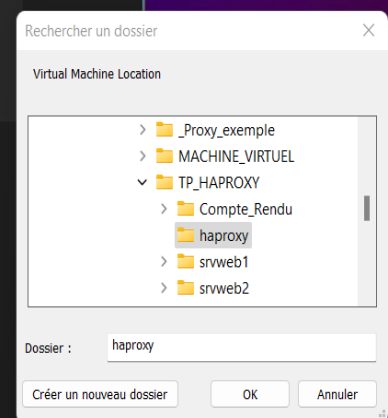 Rechercher un dossier
Virtual Machine Location
_Proxy_exemple
MACHINE_VIRTUEL
TP_HAPROXY
Compte_Rendu
haproxy
srvweb1
srvweb2
Dossier : haproxy
Créer un nouveau dossier OK Annuler